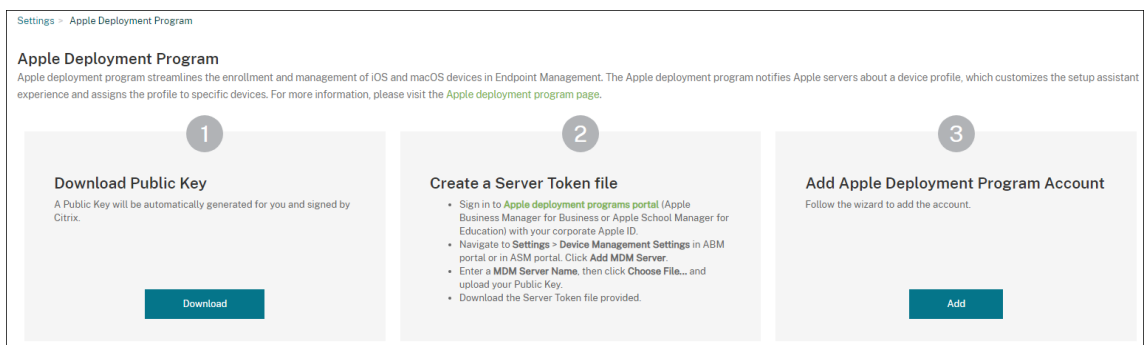 Settings > Apple Deployment Program
Apple Deployment Program
Apple deployment program streamlines the enrollment and management of iOS and macOS devices in Endpoint Management. The Apple deployment program notifies Apple servers about a device profile, which customizes the setup assistant
experience and assigns the profile to specific devices. For more information, please visit the Apple deployment program page.
1
Download Public Key
A Public Key will be automatically generated for you and signed by
Citrix.
Download
2
Create a Server Token file
• Sign in to Apple deployment programs portal (Apple
Business Manager for Business or Apple School Manager for
Education) with your corporate Apple ID.
• Navigate to Settings > Device Management Settings in ABM
portal or in ASM portal. Click Add MDM Server.
• Enter a MDM Server Name, then click Choose File... and
upload your Public Key.
• Download the Server Token file provided.
3
Add Apple Deployment Program Account
Follow the wizard to add the account.
Add